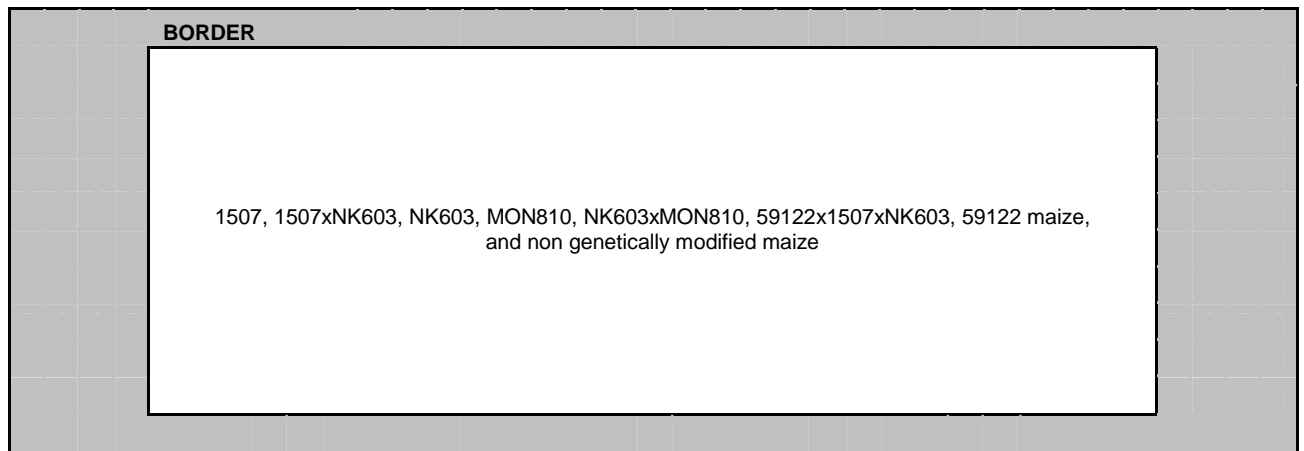 BORDER
1507, 1507xNK603, NK603, MON810, NK603xMON810, 59122x1507xNK603, 59122 maize,
and non genetically modified maize